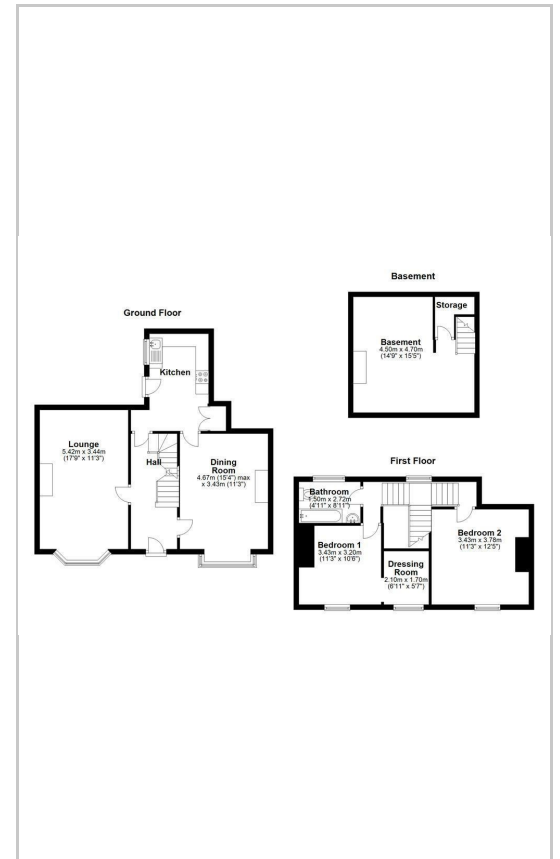 Basement
Storage
Basement
4.50m x 4.70m
(14'9" x 15'5")
Ground Floor
Kitchen
Lounge
5.42m x 3.44m
(17'9" x 11'3")
Hall
Dining
Room
4.67m (15'4") max
x 3.43m (11'3")
First Floor
Bathroom
1.50m x 2.72m
(4'11" x 8'11")
Bedroom 1
3.43m x 3.20m
(11'3" x 10'6")
Dressing
Room
2.10m x 1.70m
(6'11" x 5'7")
Bedroom 2
3.43m x 3.78m
(11'3" x 12'5")